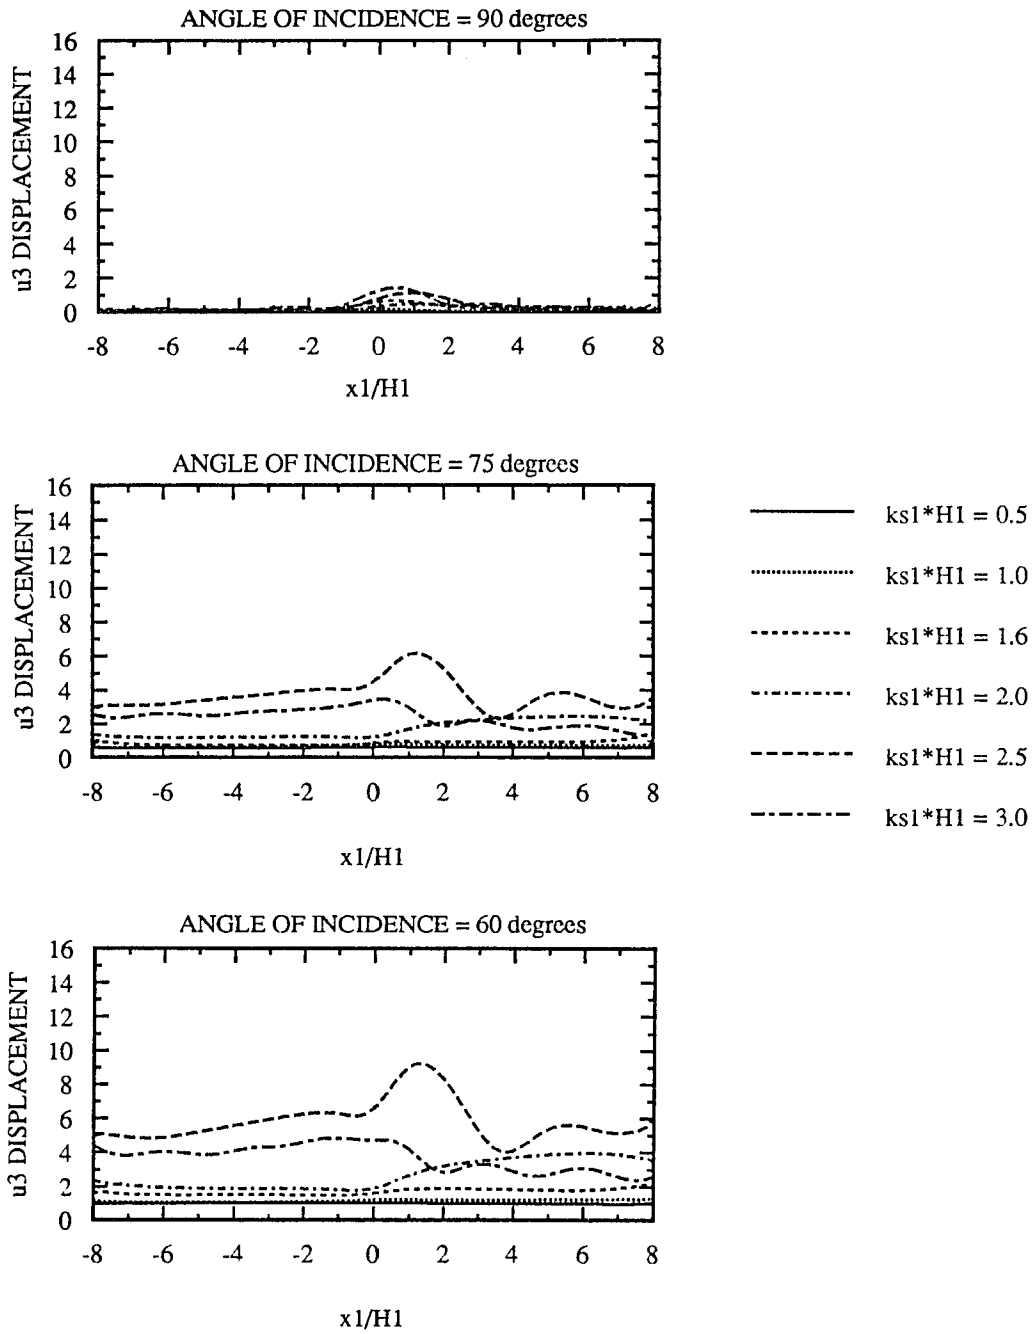 ANGLE OF INCIDENCE = 90 degrees
16
14
12
10
8
6
4
2
0
u3 DISPLACEMENT
-8 -6 -4 -2 0 2 4 6 8
x1/H1
ANGLE OF INCIDENCE = 75 degrees
16
14
12
10
8
6
4
2
0
u3 DISPLACEMENT
-8 -6 -4 -2 0 2 4 6 8
x1/H1
ks1*H1 = 0.5
ks1*H1 = 1.0
ks1*H1 = 1.6
ks1*H1 = 2.0
ks1*H1 = 2.5
ks1*H1 = 3.0
ANGLE OF INCIDENCE = 60 degrees
16
14
12
10
8
6
4
2
0
u3 DISPLACEMENT
-8 -6 -4 -2 0 2 4 6 8
x1/H1